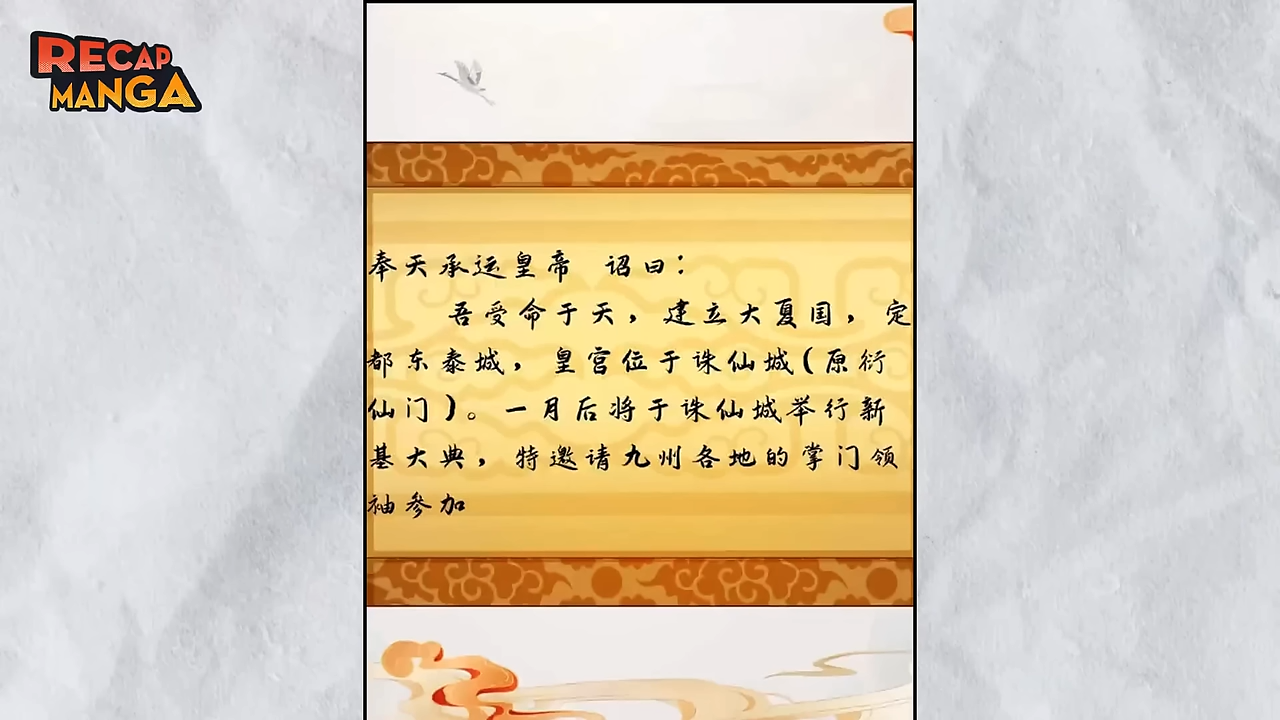 RECAP
MANGA
奉天承运皇帝 诏曰：
吾受命于天，建立大夏国，定
都东泰城，皇宫位于诛仙城(原衍
仙门)。一月后将于诛仙城举行新
基大典，特邀请九州各地的掌门领
袖参加